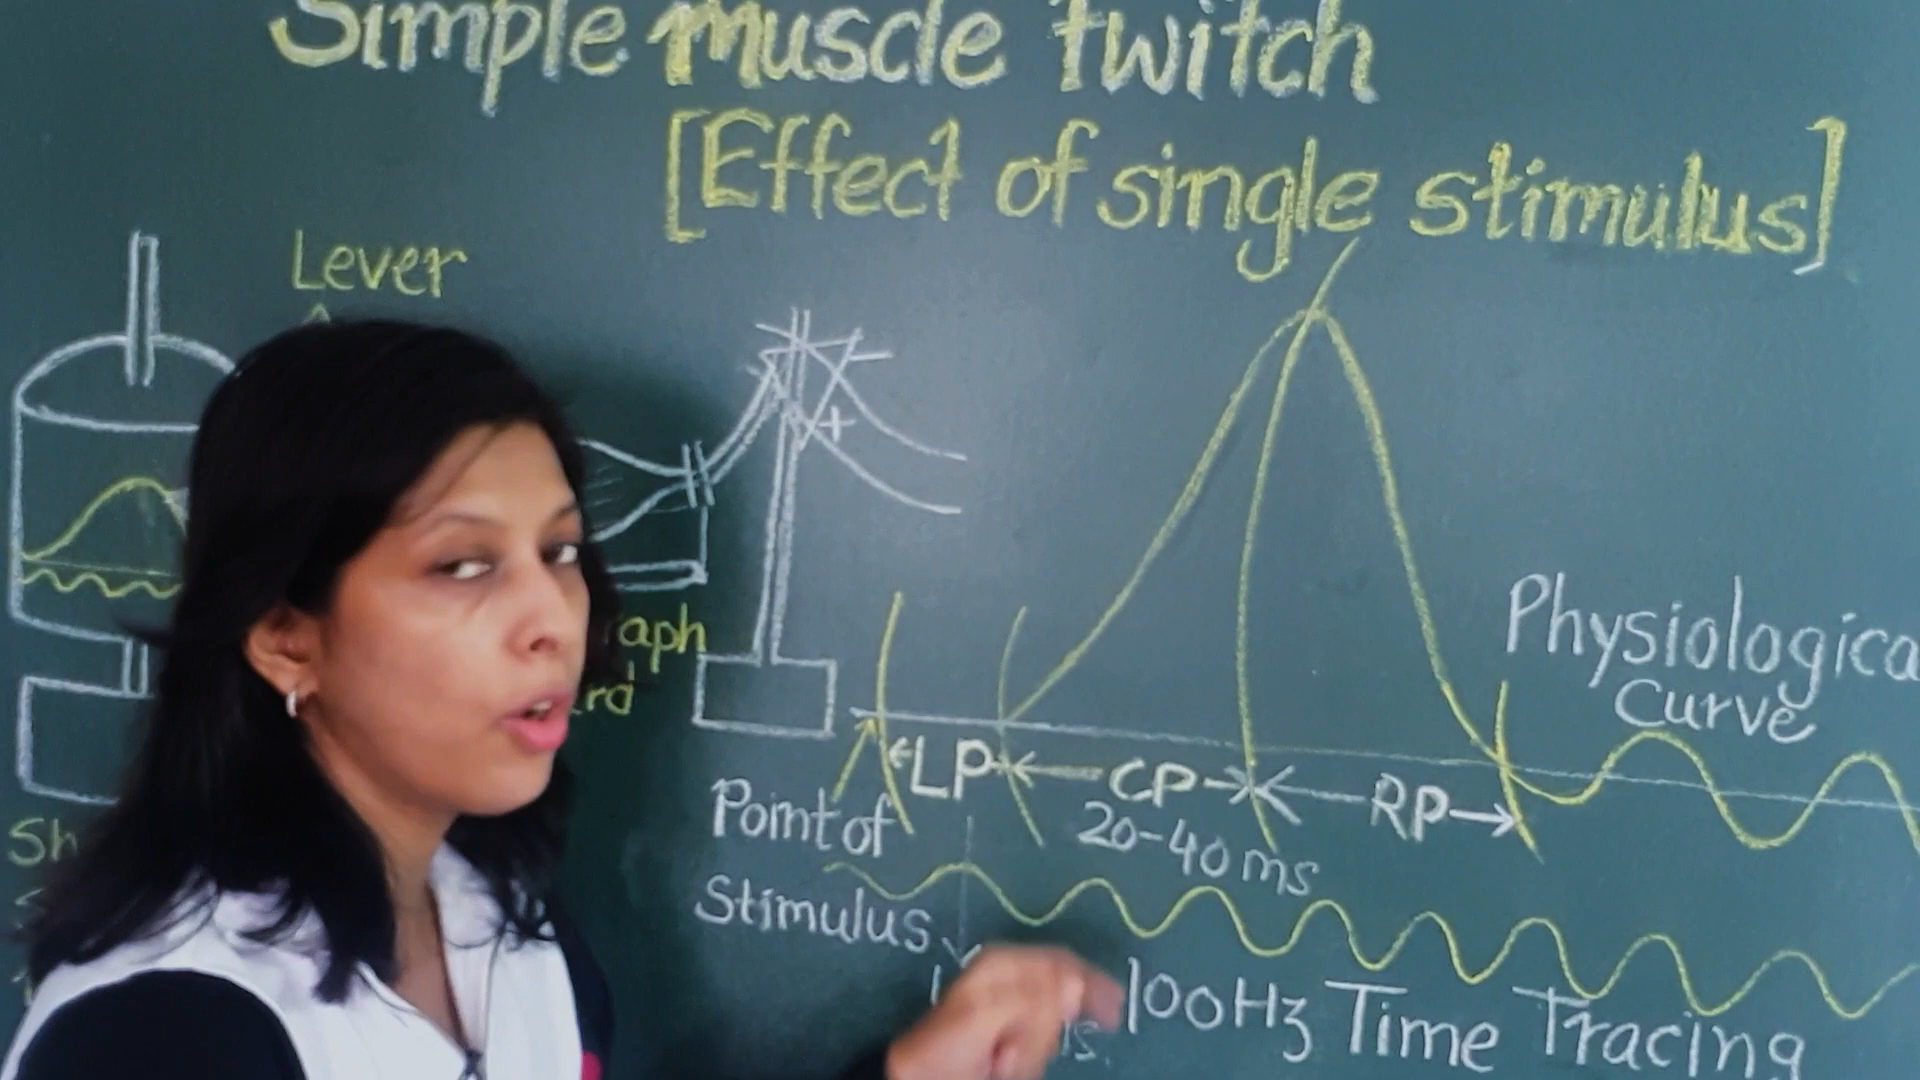 Simple muscle twitch
[Effect of single stimulus]
Lever
Physiologica
Curve
LP
CP
RP
20-40 ms
Point of
Stimulus
100Hz Time Tracing